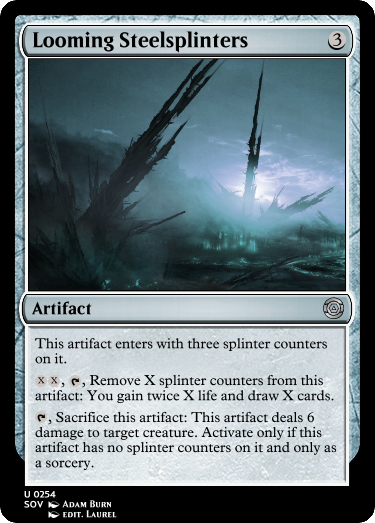 Looming Steelsplinters 3
Artifact
This artifact enters with three splinter counters
on it.
X X, , Remove X splinter counters from this
artifact: You gain twice X life and draw X cards.
, Sacrifice this artifact: This artifact deals 6
damage to target creature. Activate only if this
artifact has no splinter counters on it and only as
a sorcery.
U 0254
SOV ADAM BURN
EDIT. LAUREL